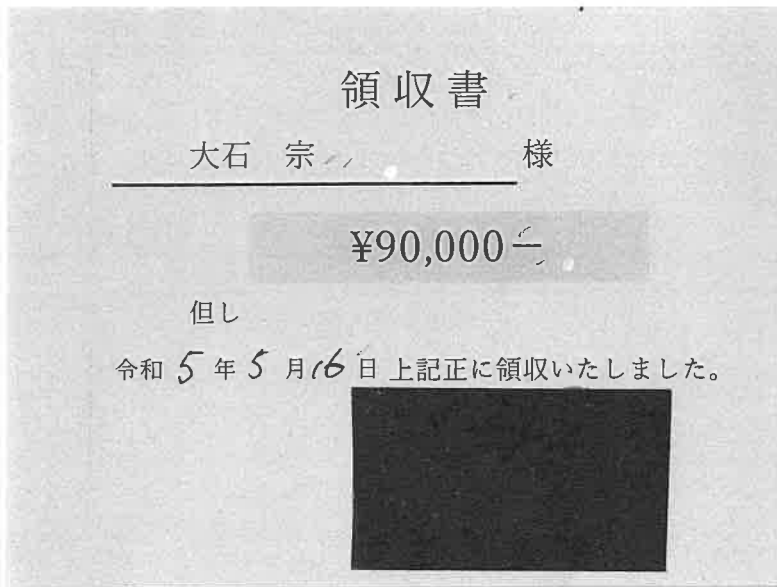 領収書
大石 宗 様
¥90,000-
但し
令和 5 年 5 月 16 日 上記正に領収いたしました。